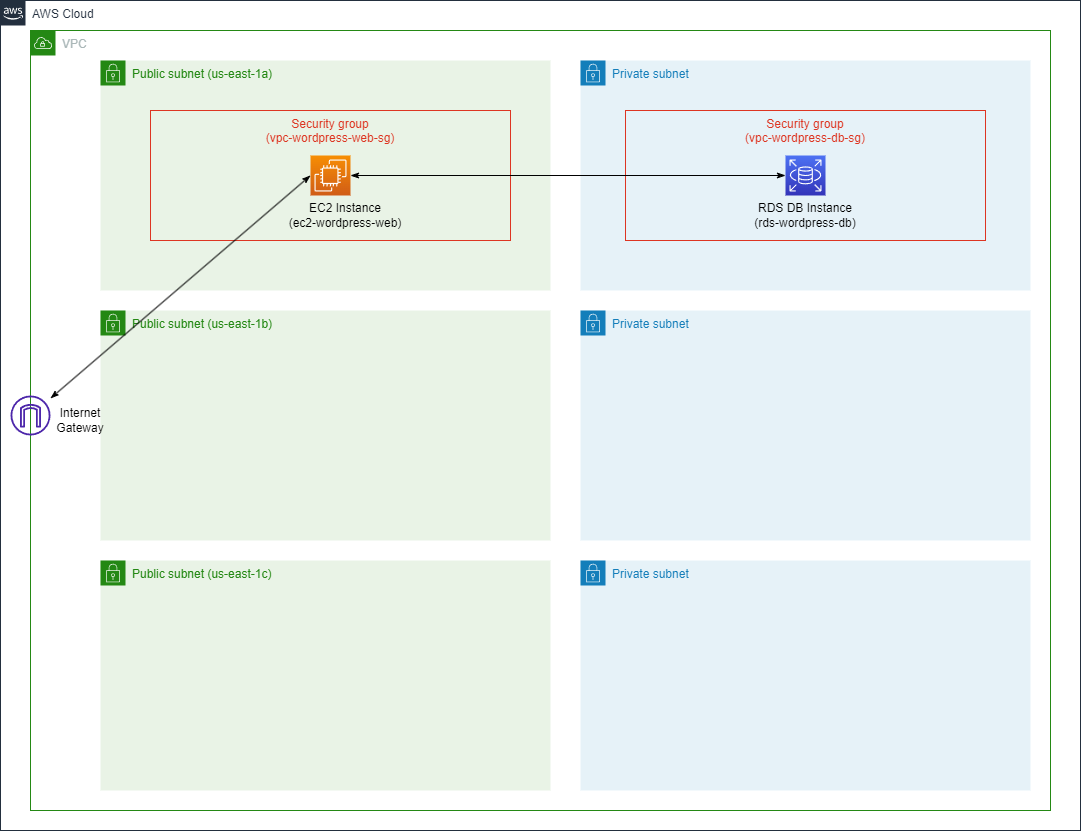 aws
AWS Cloud
VPC
Public subnet (us-east-1a)
Private subnet
Security group
(vpc-wordpress-web-sg)
Security group
(vpc-wordpress-db-sg)
EC2 Instance
(ec2-wordpress-web)
RDS DB Instance
(rds-wordpress-db)
Public subnet (us-east-1b)
Private subnet
Internet
Gateway
Public subnet (us-east-1c)
Private subnet